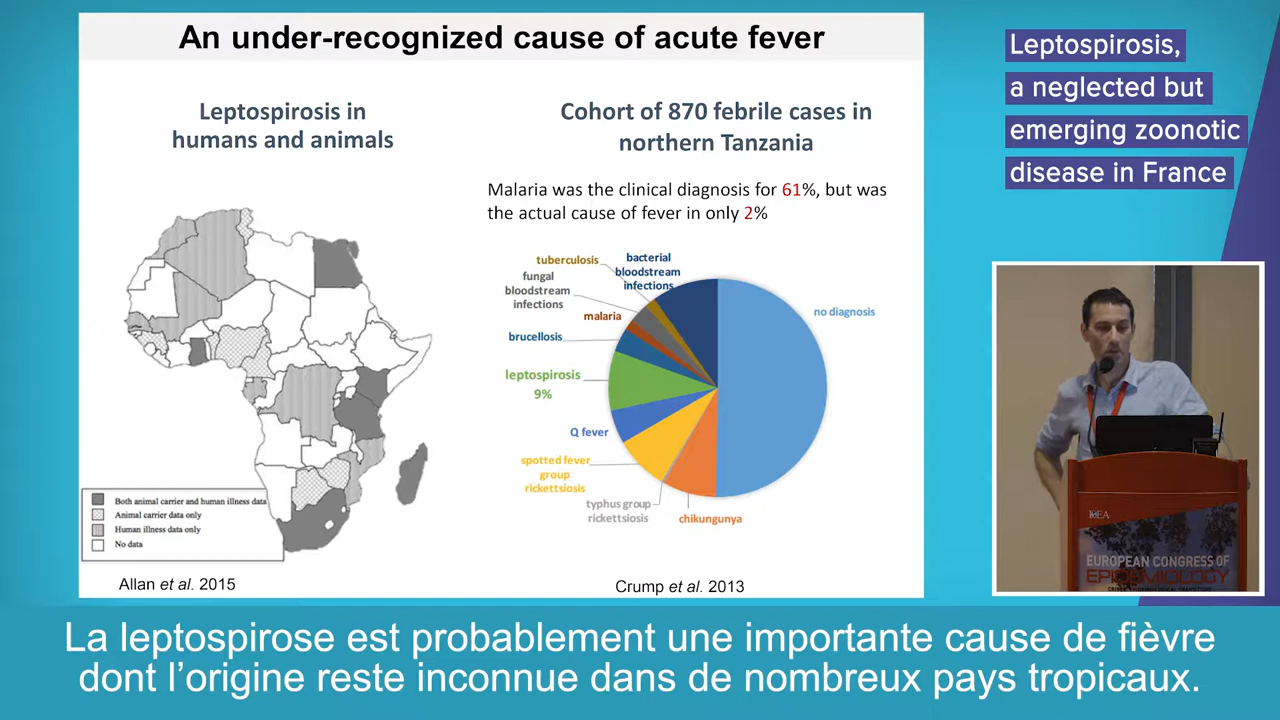 An under-recognized cause of acute fever
Leptospirosis in
humans and animals
Both animal carrier and human illness data
Animal carrier data only
Human illness data only
No data
Allan et al. 2015
Cohort of 870 febrile cases in
northern Tanzania
Malaria was the clinical diagnosis for 61%, but was
the actual cause of fever in only 2%
tuberculosis
bacterial
bloodstream
infections
fungal
bloodstream
infections
malaria
brucellosis
leptospirosis
9%
Q fever
spotted fever
group
rickettsiosis
typhus group
rickettsiosis
chikungunya
no diagnosis
Crump et al. 2013
Leptospirosis,
a neglected but
emerging zoonotic
disease in France
EUROPEAN CONGRESS OF
EPIDEMIOLOGY
La leptospirose est probablement une importante cause de fièvre
dont l’origine reste inconnue dans de nombreux pays tropicaux.